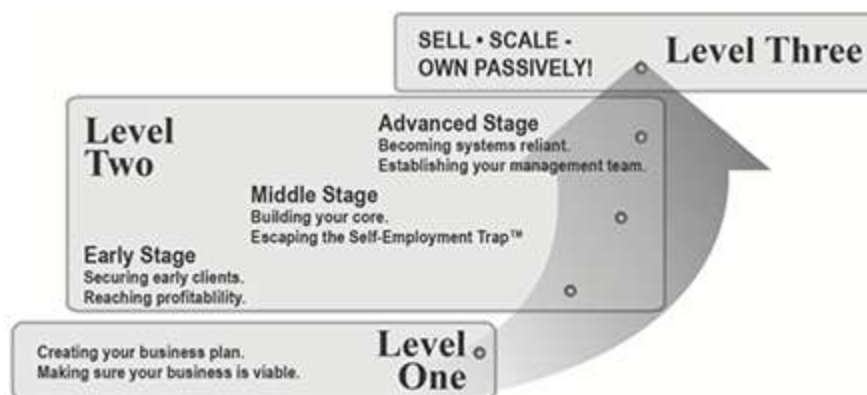 SELL • SCALE -
OWN PASSIVELY!
Level Three
Level
Two
Advanced Stage
Becoming systems reliant.
Establishing your management team.
Middle Stage
Building your core.
Escaping the Self-Employment Trap™
Early Stage
Securing early clients.
Reaching profitablility.
Creating your business plan.
Making sure your business is viable.
Level
One